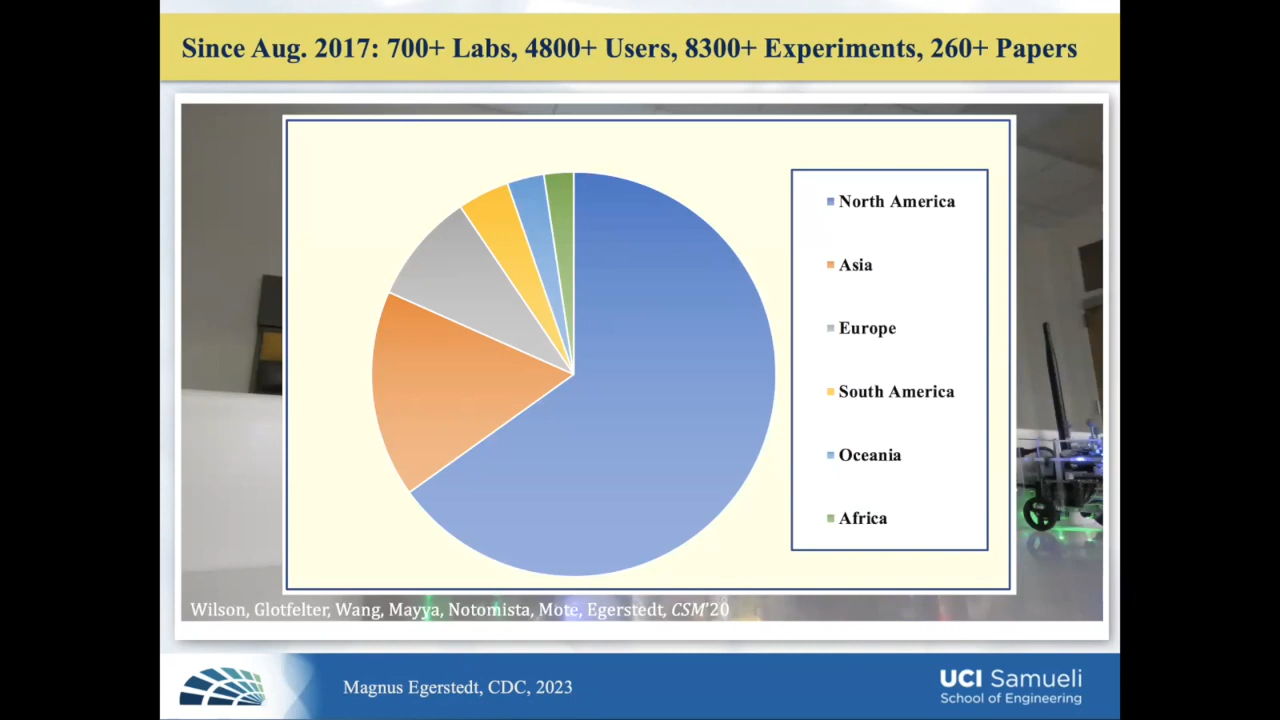 Since Aug. 2017: 700+ Labs, 4800+ Users, 8300+ Experiments, 260+ Papers
North America
Asia
Europe
South America
Oceania
Africa
Wilson, Glotfelter, Wang, Mayya, Notomista, Mote, Egerstedt, CSM'20
Magnus Egerstedt, CDC, 2023
UCI Samueli
School of Engineering